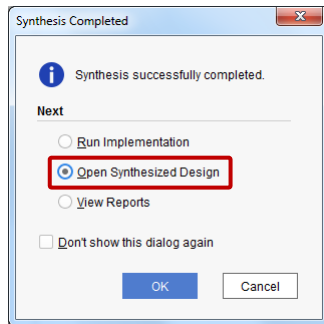 Synthesis Completed
Synthesis successfully completed.
Next
Run Implementation
Open Synthesized Design
View Reports
Don't show this dialog again
OK
Cancel